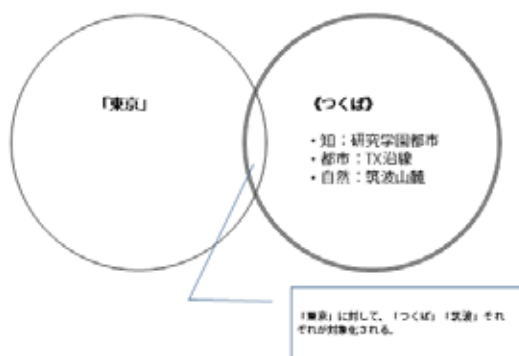 「東京」
《つくば》
・知：研究学園都市
・都市：TX沿線
・自然：筑波山麓
「東京」に対して、「つくば」「筑波」それ
ぞれが対象化される。